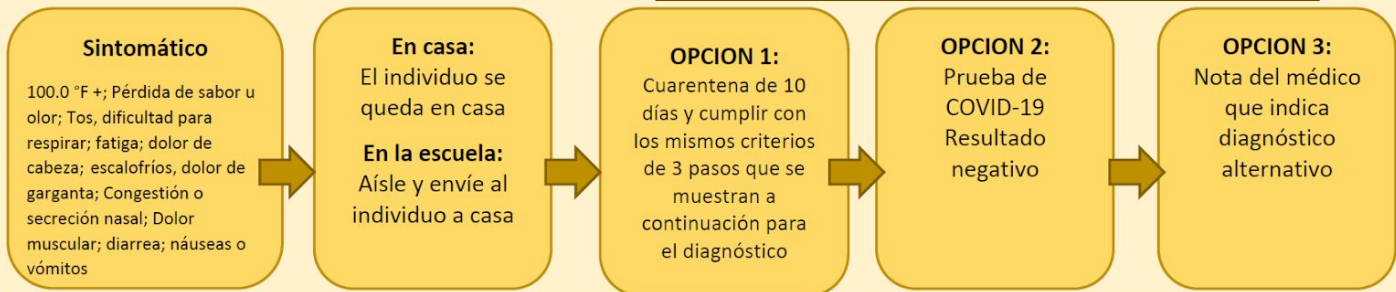 Sintomático
100.0 °F +; Pérdida de sabor u
olor; Tos, dificultad para
respirar; fatiga; dolor de
cabeza; escalofríos, dolor de
garganta; Congestión o
secreción nasal; Dolor
muscular; diarrea; náuseas o
vómitos
En casa:
El individuo se
queda en casa
En la escuela:
Aísle y envíe al
individuo a casa
OPCION 1:
Cuarentena de 10
días y cumplir con
los mismos criterios
de 3 pasos que se
muestran a
continuación para
el diagnóstico
OPCION 2:
Prueba de
COVID-19
Resultado
negativo
OPCION 3:
Nota del médico
que indica
diagnóstico
alternativo